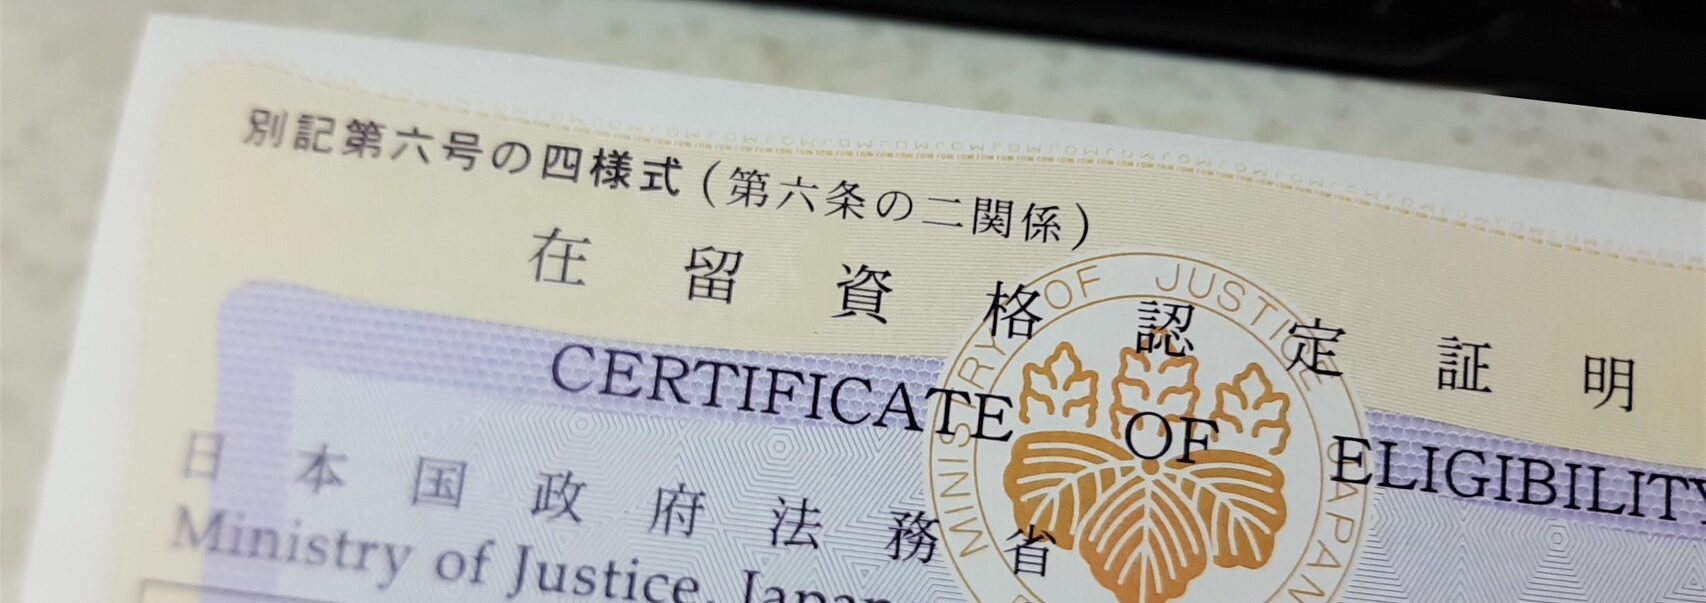 別記第六号の四様式(第六条の二関係)
在留資格認定証明
CERTIFICATE OF ELIGIBILITY
日本国政府法務省
Ministry of Justice, Japan
MINISTRY OF JUSTICE JAPAN